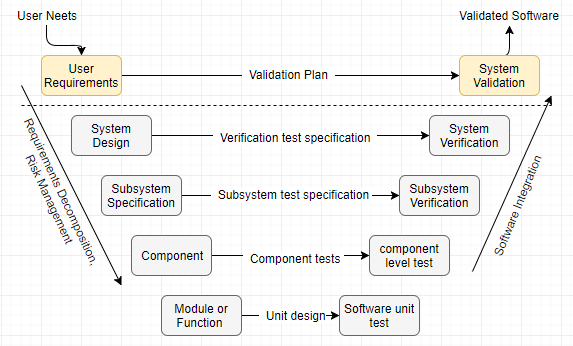 User Neets
Validated Software
User
Requirements
Validation Plan
System
Validation
System
Design
Verification test specification
System
Verification
Subsystem
Specification
Subsystem test specification
Subsystem
Verification
Component
Component tests
component
level test
Module or
Function
Unit design
Software unit
test
Requirements Decomposition,
Risk Management
Software Integration